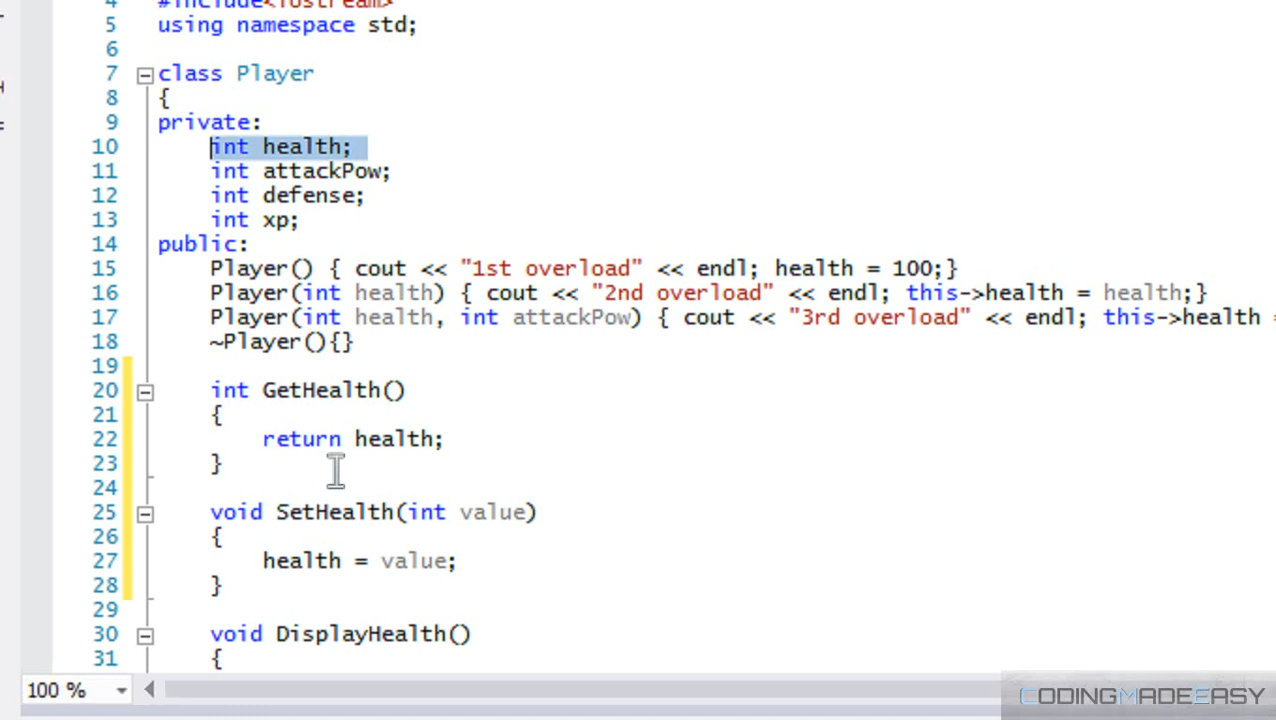 4 #include<iostream>
5 using namespace std;
6
7 class Player
8 {
9 private:
10 int health;
11 int attackPow;
12 int defense;
13 int xp;
14 public:
15 Player() { cout << "1st overload" << endl; health = 100;}
16 Player(int health) { cout << "2nd overload" << endl; this->health = health;}
17 Player(int health, int attackPow) { cout << "3rd overload" << endl; this->health =
18 ~Player(){}
19
20 int GetHealth()
21 {
22 return health;
23 }
24
25 void SetHealth(int value)
26 {
27 health = value;
28 }
29
30 void DisplayHealth()
31 {
100 %
CODINGMADEEASY